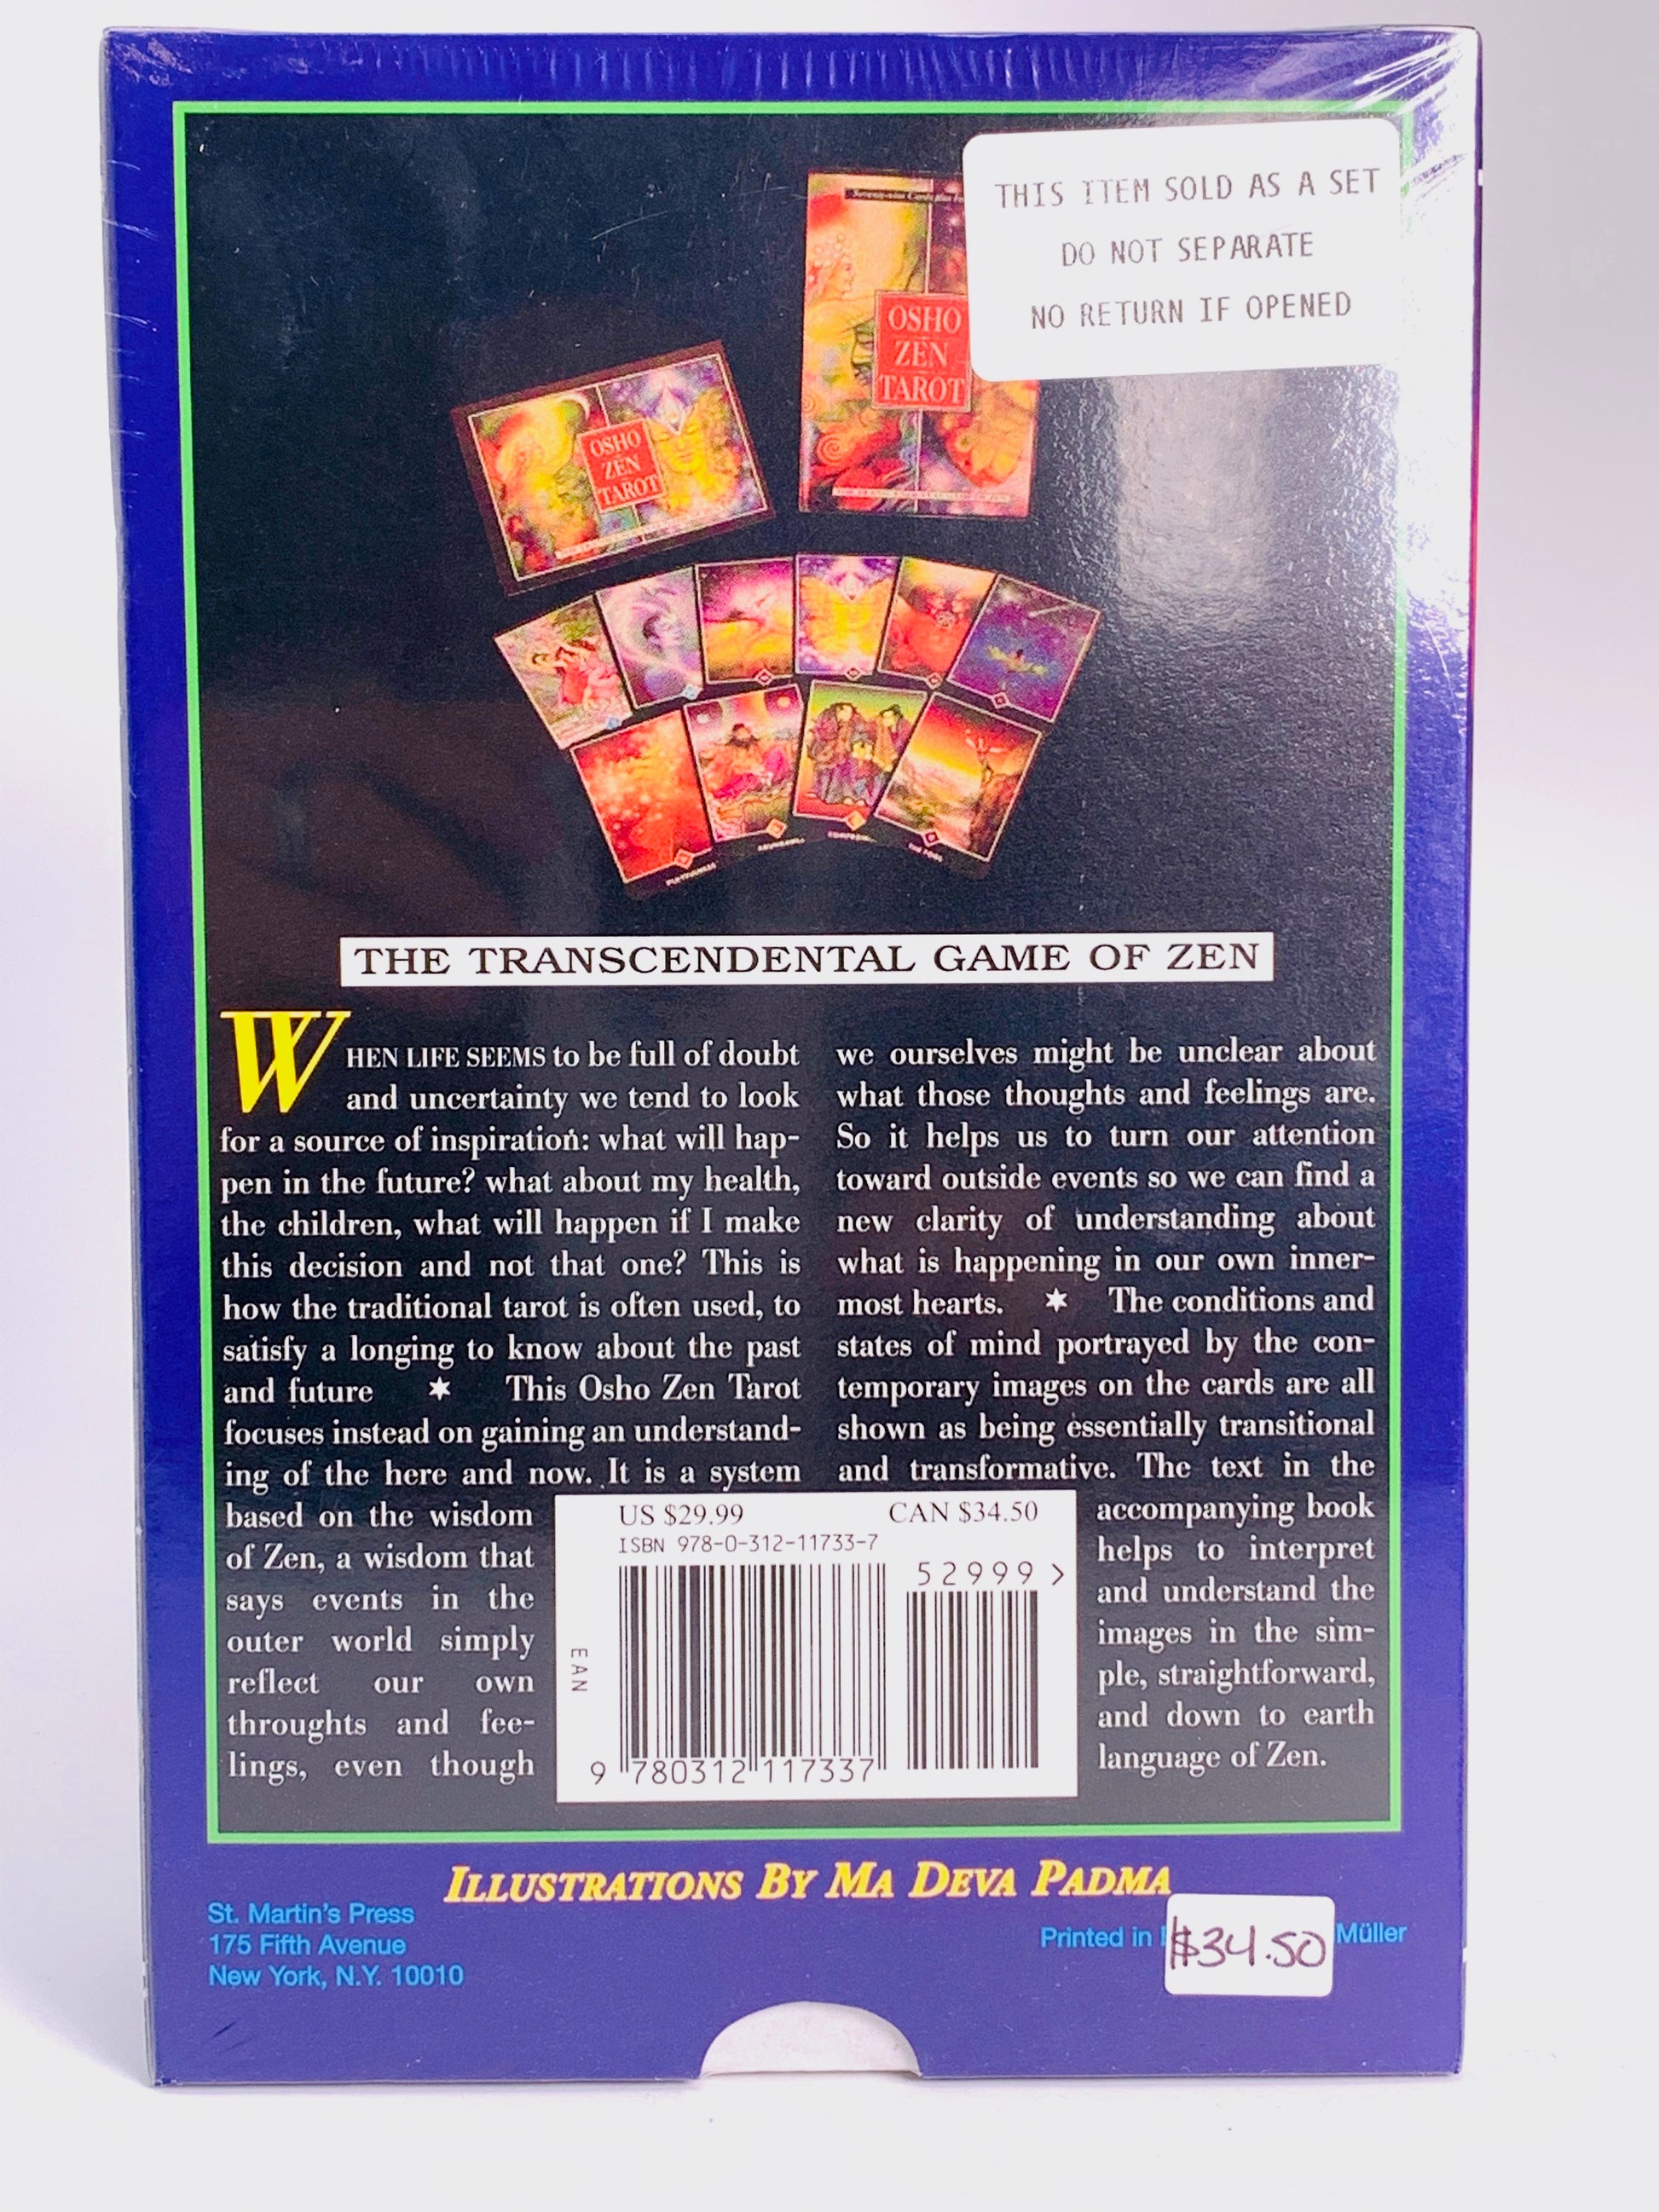 THIS ITEM SOLD AS A SET
DO NOT SEPARATE
NO RETURN IF OPENED
OSHO
ZEN
TAROT
OSHO
ZEN
TAROT
THE TRANSCENDENTAL GAME OF ZEN
WHEN LIFE SEEMS to be full of doubt
and uncertainty we tend to look
for a source of inspiration: what will hap-
pen in the future? what about my health,
the children, what will happen if I make
this decision and not that one? This is
how the traditional tarot is often used, to
satisfy a longing to know about the past
and future ★ This Osho Zen Tarot
focuses instead on gaining an understand-
ing of the here and now. It is a system
based on the wisdom
of Zen, a wisdom that
says events in the
outer world simply
reflect our own
throughts and fee-
lings, even though
we ourselves might be unclear about
what those thoughts and feelings are.
So it helps us to turn our attention
toward outside events so we can find a
new clarity of understanding about
what is happening in our own inner-
most hearts. ★ The conditions and
states of mind portrayed by the con-
temporary images on the cards are all
shown as being essentially transitional
and transformative. The text in the
accompanying book
helps to interpret
and understand the
images in the sim-
ple, straightforward,
and down to earth
language of Zen.
US $29.99 CAN $34.50
ISBN 978-0-312-11733-7
52999>
EAN
9 780312 117337
ILLUSTRATIONS BY MA DEVA PADMA
St. Martin's Press
175 Fifth Avenue
New York, N.Y. 10010
Printed in
Müller
$34.50